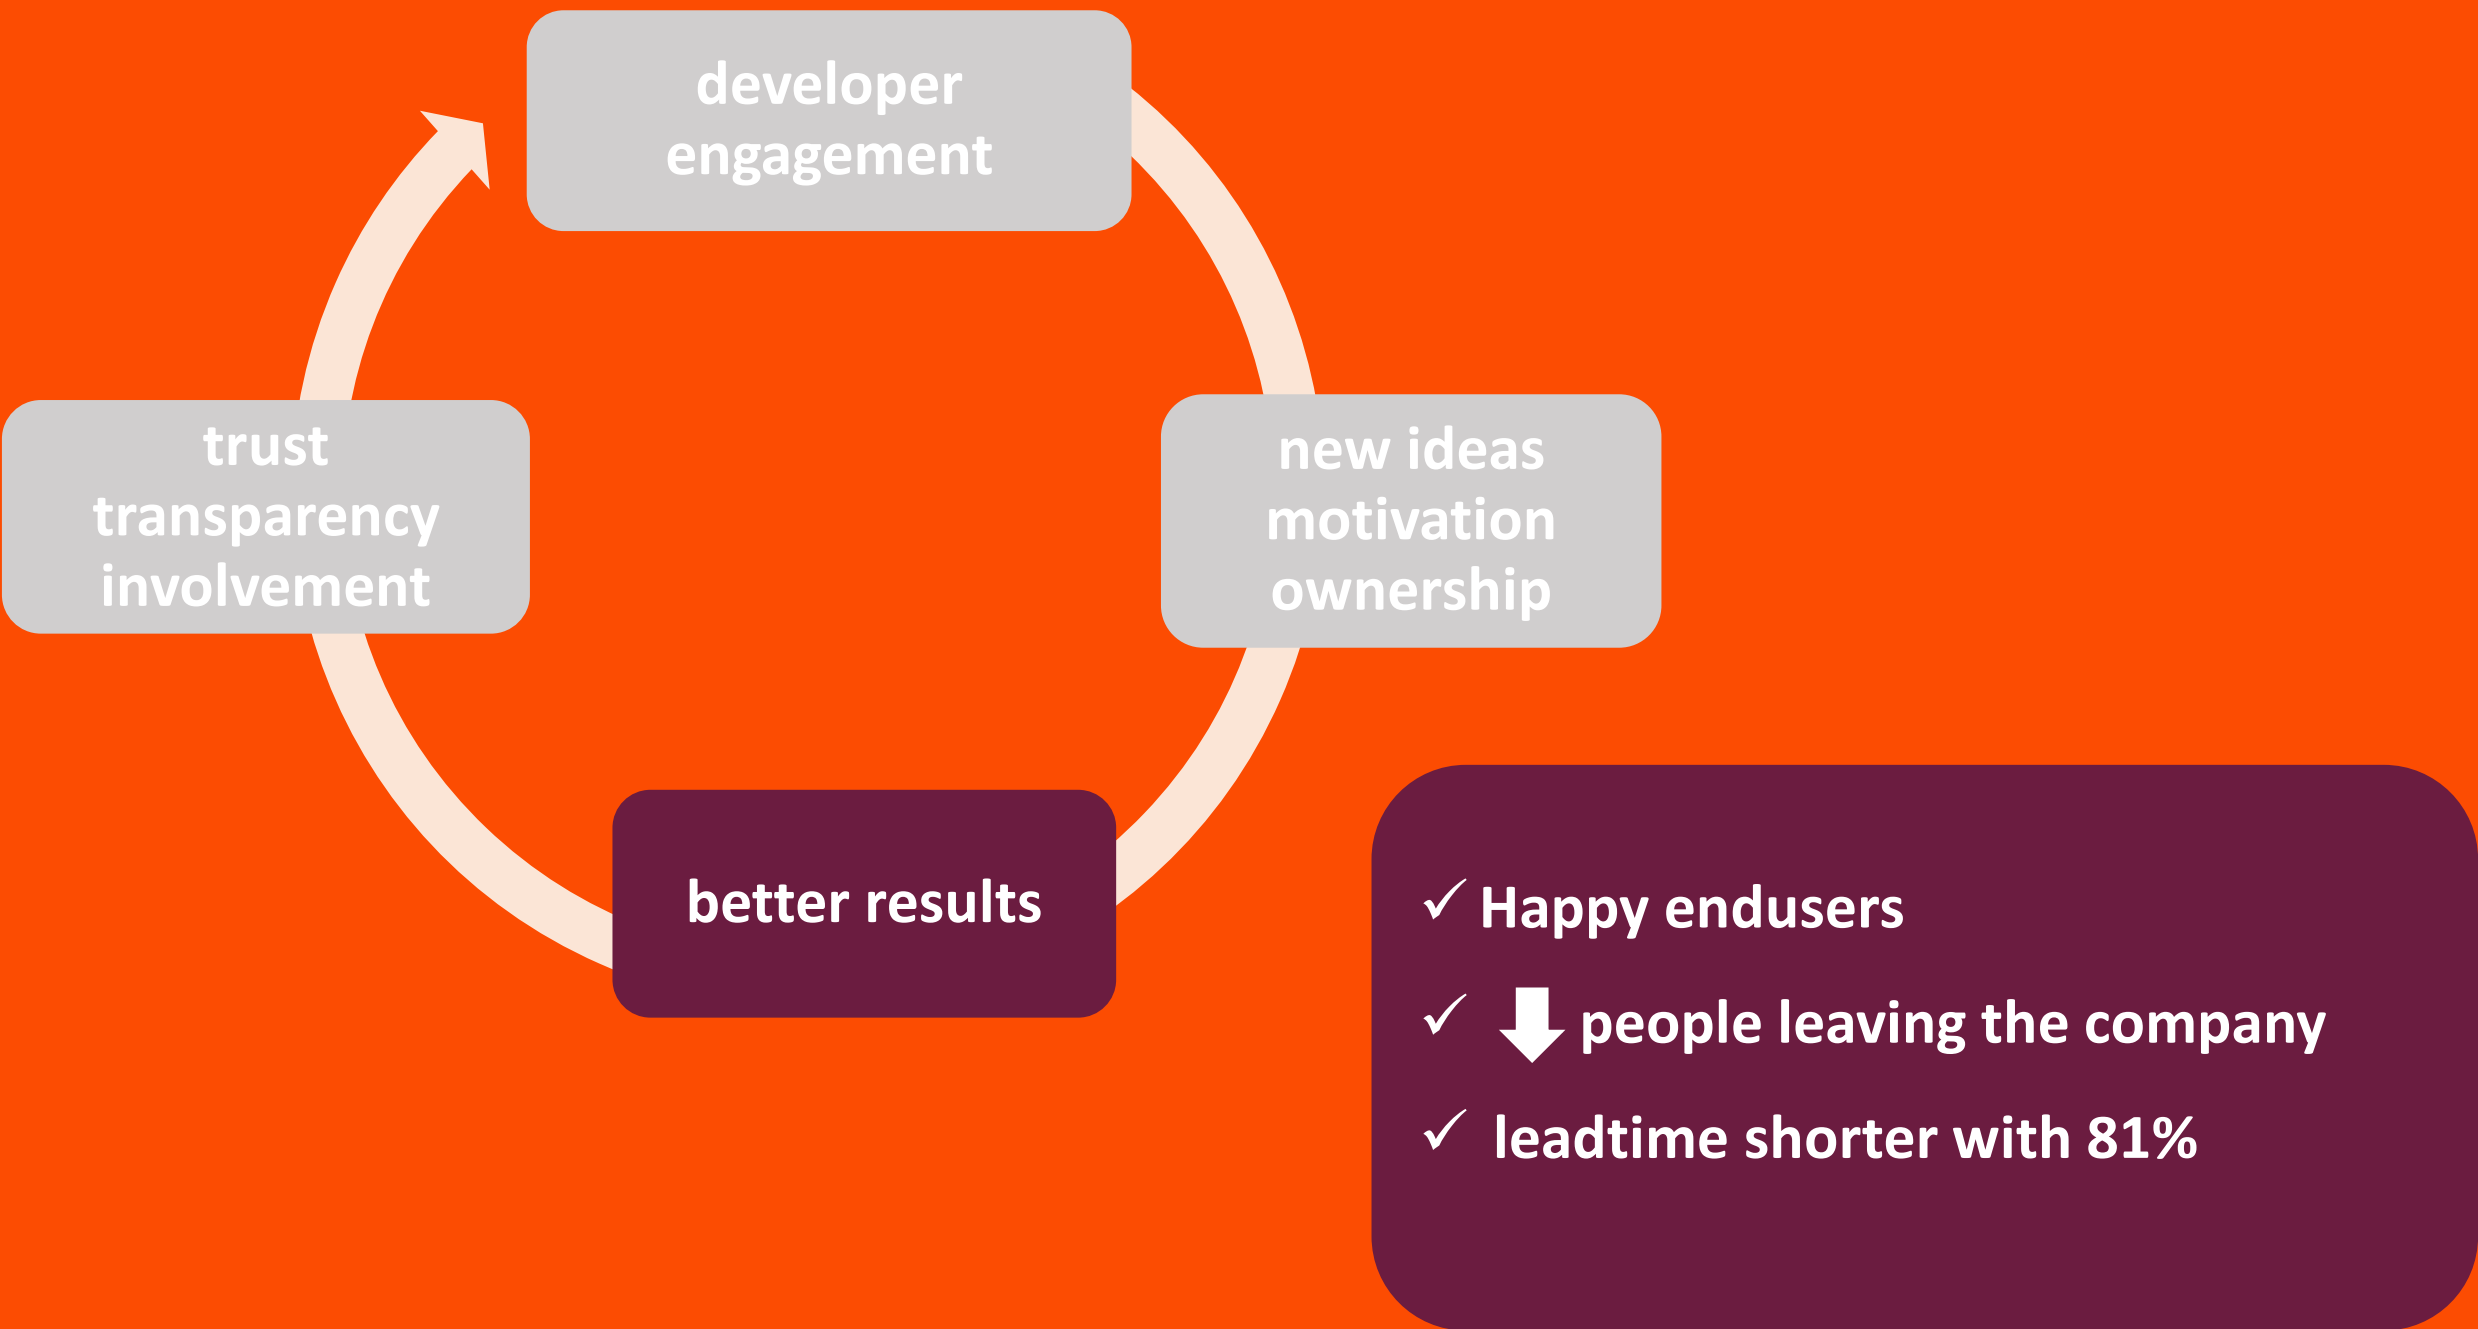 developer
engagement
trust
transparency
involvement
new ideas
motivation
ownership
better results
✓ Happy endusers
✓ people leaving the company
✓ leadtime shorter with 81%